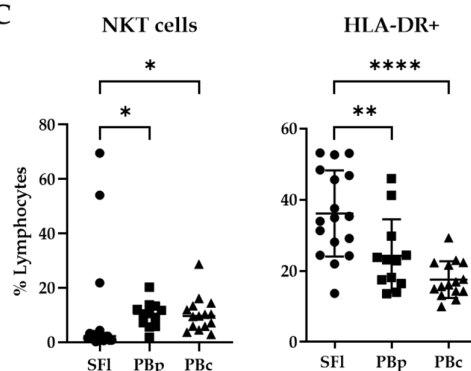 C
NKT cells
HLA-DR+
*
****
*
**
% Lymphocytes
80
60
40
20
0
60
40
20
0
SFl PBp PBc
SFl PBp PBc